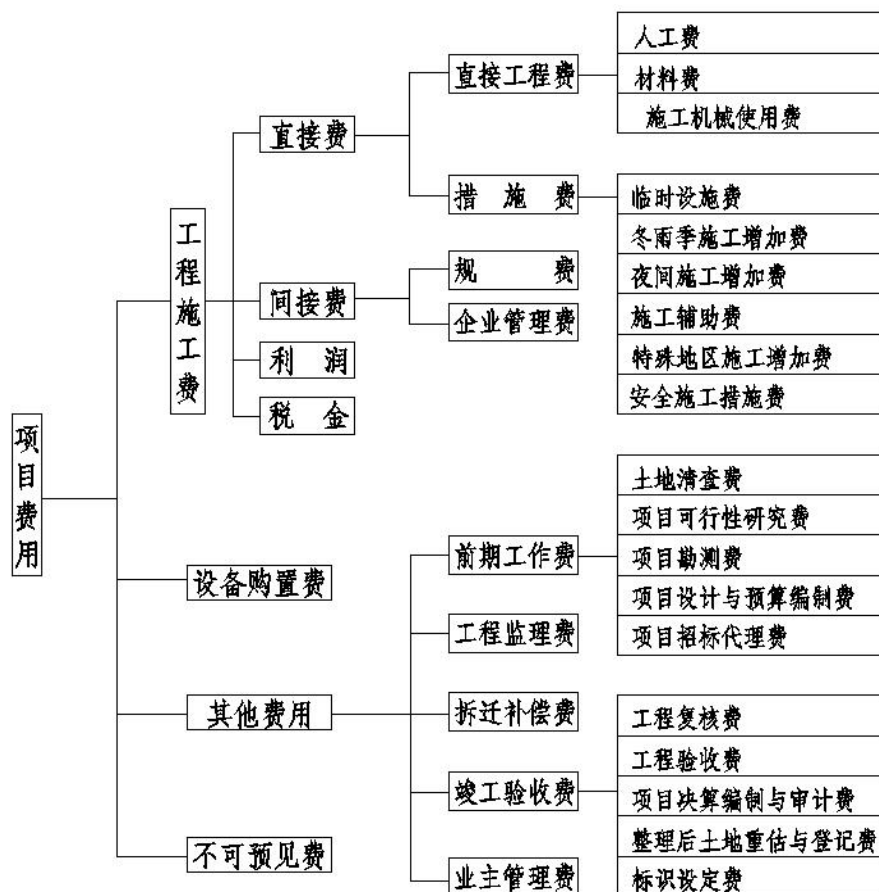 项目费用
工程施工费
直接费
直接工程费
人工费
材料费
施工机械使用费
措施费
临时设施费
冬雨季施工增加费
夜间施工增加费
施工辅助费
特殊地区施工增加费
安全施工措施费
间接费
规费
企业管理费
利润
税金
设备购置费
其他费用
前期工作费
土地清查费
项目可行性研究费
项目勘测费
项目设计与预算编制费
项目招标代理费
工程监理费
拆迁补偿费
竣工验收费
工程复核费
工程验收费
项目决算编制与审计费
整理后土地重估与登记费
标识设定费
业主管理费
不可预见费